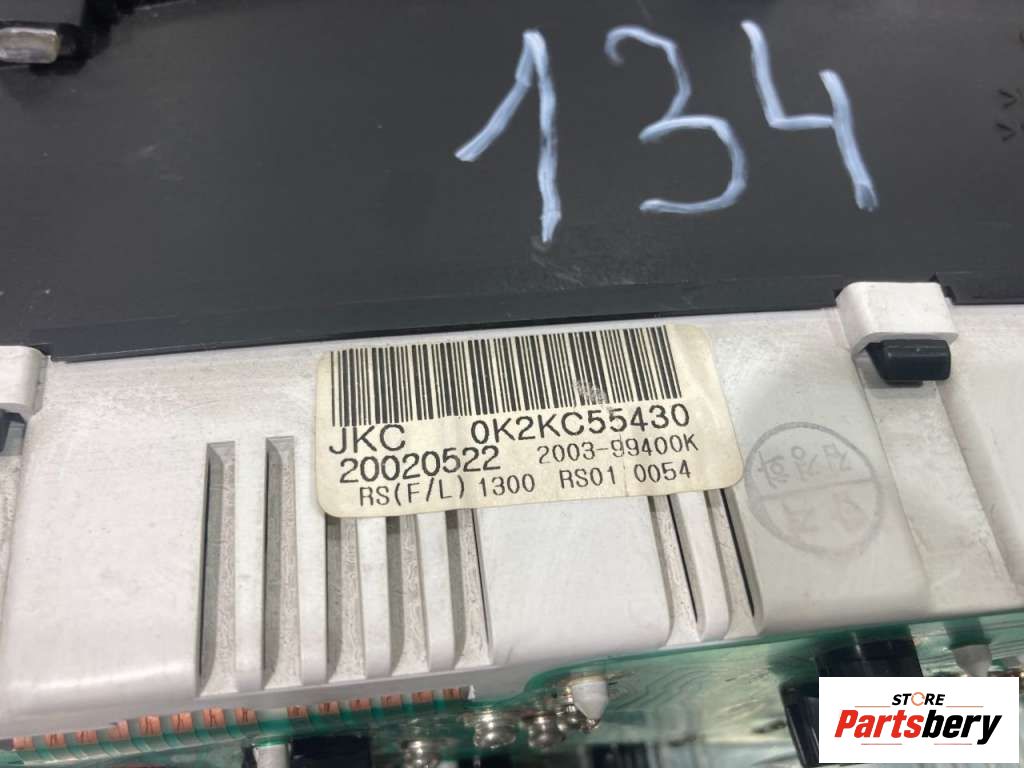 134
JKC 0K2KC55430
20020522 2003-99400K
RS(F/L) 1300 RS01 0054
STORE
Partsbery